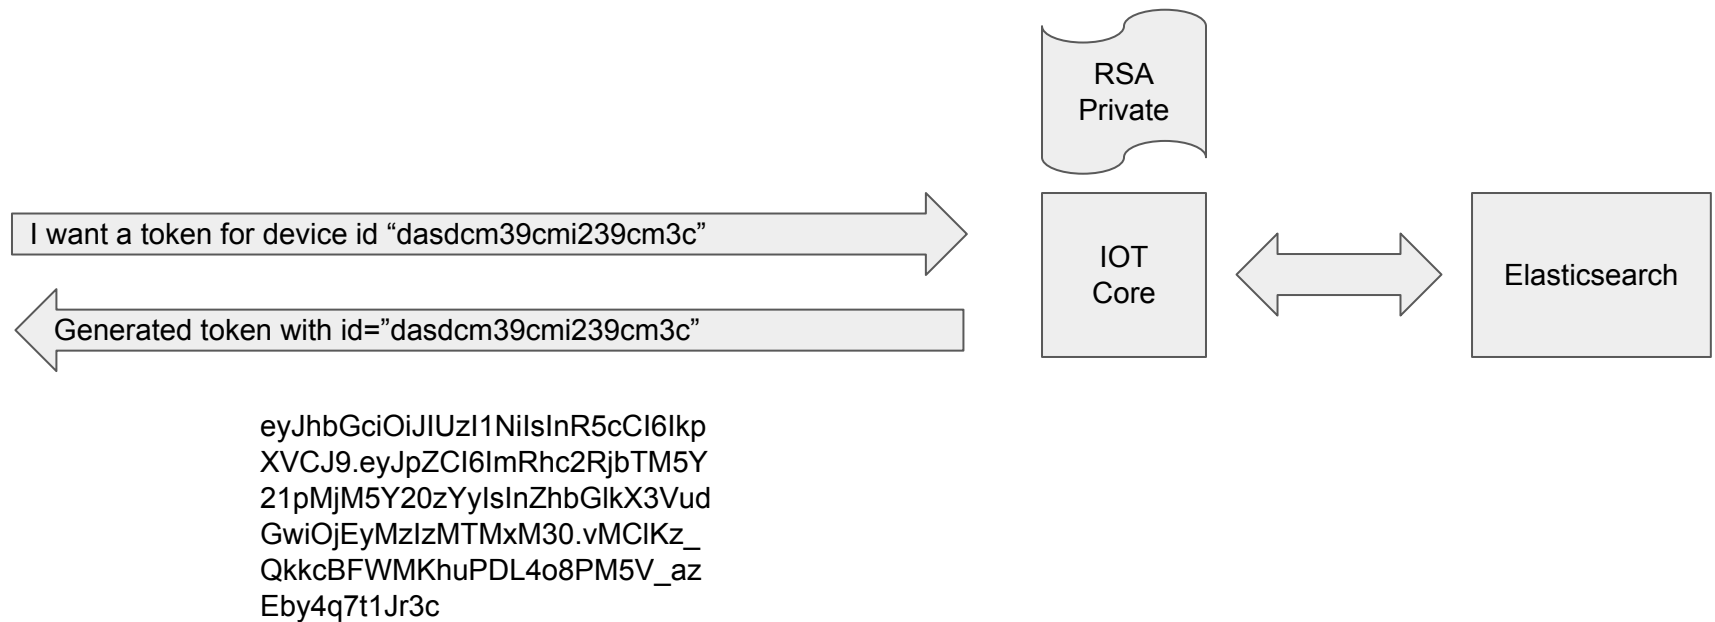 RSA
Private
I want a token for device id “dasdcm39cmi239cm3c”
IOT
Core
Elasticsearch
Generated token with id=”dasdcm39cmi239cm3c”
eyJhbGciOiJIUzI1NiIsInR5cCI6Ikp
XVCJ9.eyJpZCI6ImRhc2RjbTM5Y
21pMjM5Y20zYyIsInZhbGlkX3Vud
GwiOjEyMzIzMTMxM30.vMClKz_
QkkcBFWMKhuPDL4o8PM5V_az
Eby4q7t1Jr3c